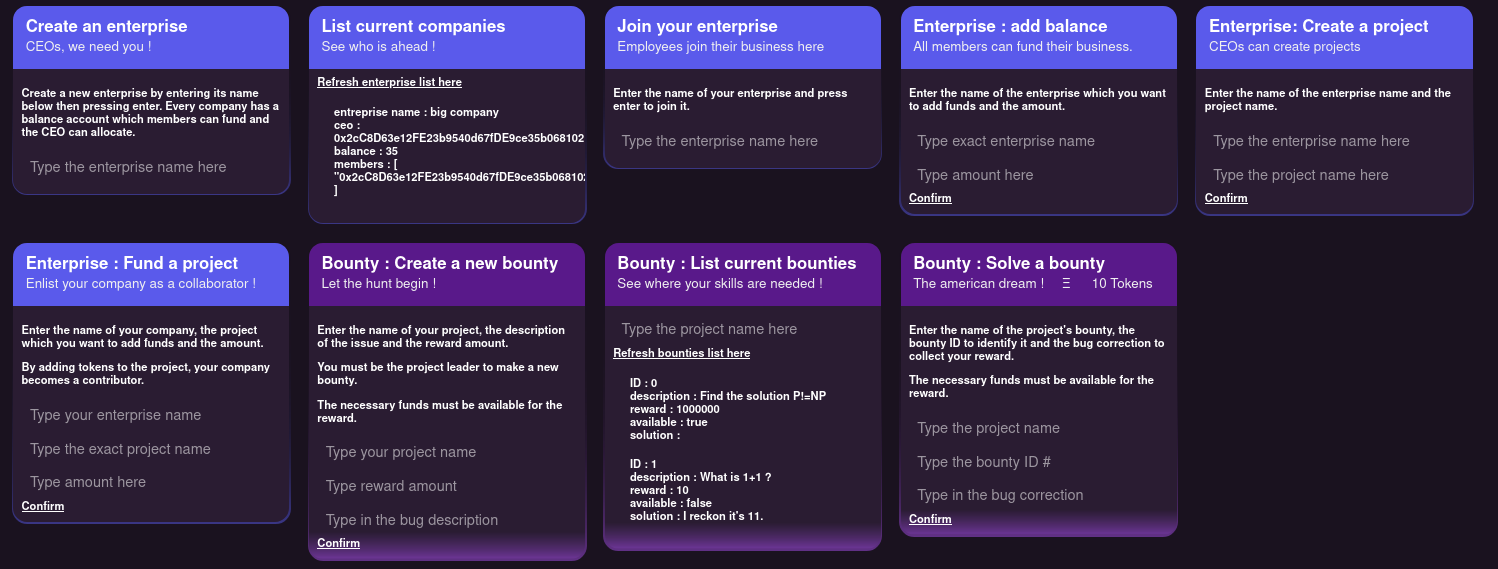 Create an enterprise
CEOs, we need you !
Create a new enterprise by entering its name
below then pressing enter. Every company has a
balance account which members can fund and
the CEO can allocate.
Type the enterprise name here
List current companies
See who is ahead !
Refresh enterprise list here
entreprise name : big company
ceo :
0x2cC8D63e12FE23b9540d67fDE9ce35b068102
balance : 35
members : [
"0x2cC8D63e12FE23b9540d67fDE9ce35b068102
]
Join your enterprise
Employees join their business here
Enter the name of your enterprise and press
enter to join it.
Type the enterprise name here
Enterprise : add balance
All members can fund their business.
Enter the name of the enterprise which you want
to add funds and the amount.
Type exact enterprise name
Type amount here
Confirm
Enterprise: Create a project
CEOs can create projects
Enter the name of the enterprise name and the
project name.
Type the enterprise name here
Type the project name here
Confirm
Enterprise : Fund a project
Enlist your company as a collaborator !
Enter the name of your company, the project
which you want to add funds and the amount.
By adding tokens to the project, your company
becomes a contributor.
Type your enterprise name
Type the exact project name
Type amount here
Confirm
Bounty : Create a new bounty
Let the hunt begin !
Enter the name of your project, the description
of the issue and the reward amount.
You must be the project leader to make a new
bounty.
The necessary funds must be available for the
reward.
Type your project name
Type reward amount
Type in the bug description
Confirm
Bounty : List current bounties
See where your skills are needed !
Type the project name here
Refresh bounties list here
ID : 0
description : Find the solution P!=NP
reward : 1000000
available : true
solution :
ID : 1
description : What is 1+1 ?
reward : 10
available : false
solution : I reckon it's 11.
Bounty : Solve a bounty
The american dream ! Ξ 10 Tokens
Enter the name of the project's bounty, the
bounty ID to identify it and the bug correction to
collect your reward.
The necessary funds must be available for the
reward.
Type the project name
Type the bounty ID #
Type in the bug correction
Confirm